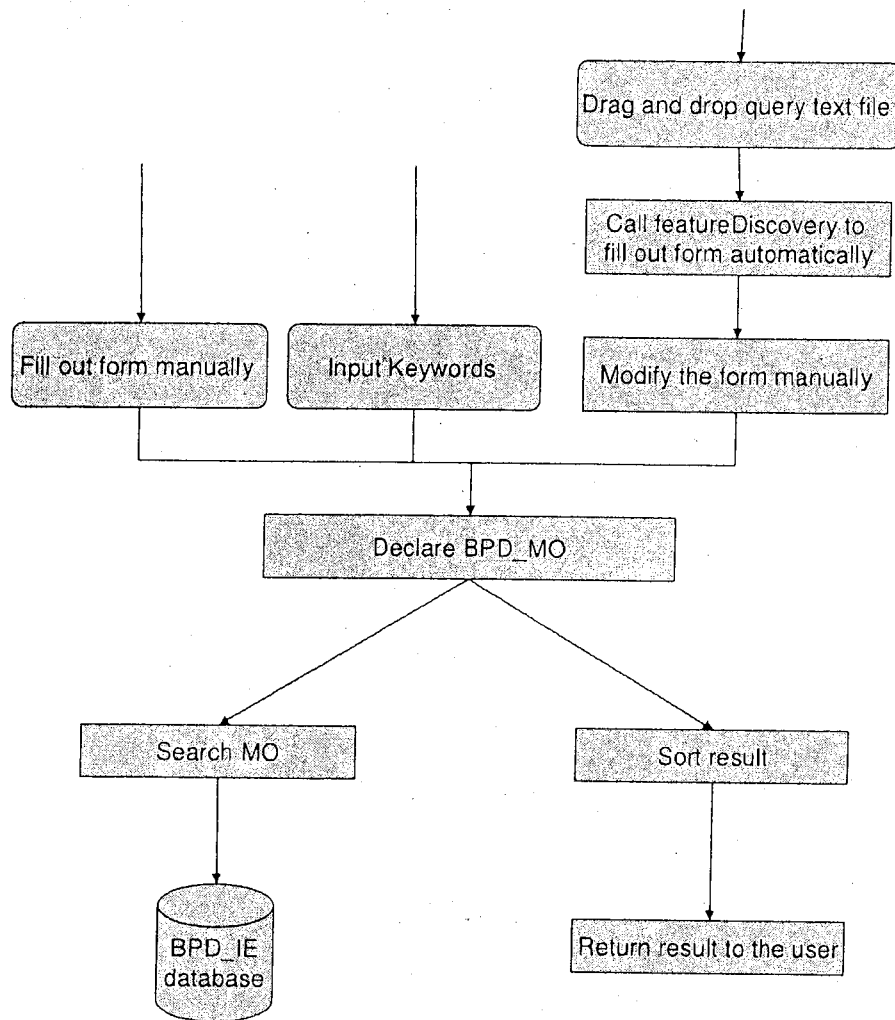 Drag and drop query text file
Call featureDiscovery to
fill out form automatically
Fill out form manually
Input Keywords
Modify the form manually
Declare BPD_MO
Search MO
Sort result
BPD_IE
database
Return result to the user